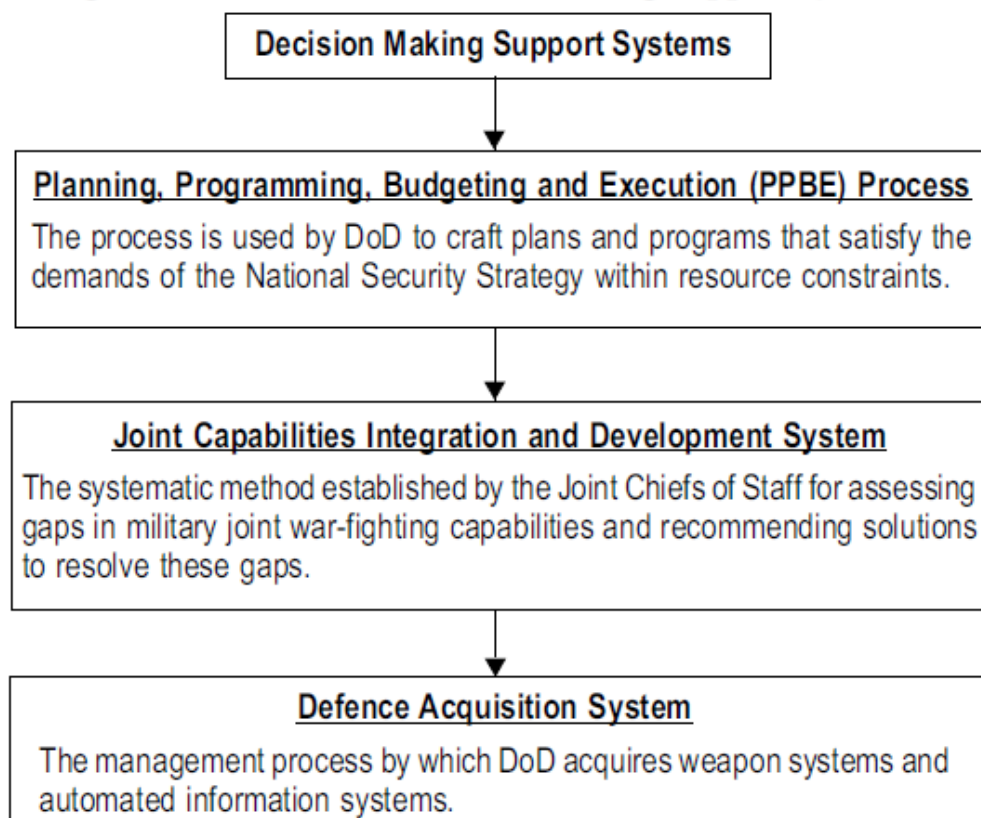 Decision Making Support Systems
Planning, Programming, Budgeting and Execution (PPBE) Process
The process is used by DoD to craft plans and programs that satisfy the
demands of the National Security Strategy within resource constraints.
Joint Capabilities Integration and Development System
The systematic method established by the Joint Chiefs of Staff for assessing
gaps in military joint war-fighting capabilities and recommending solutions
to resolve these gaps.
Defence Acquisition System
The management process by which DoD acquires weapon systems and
automated information systems.